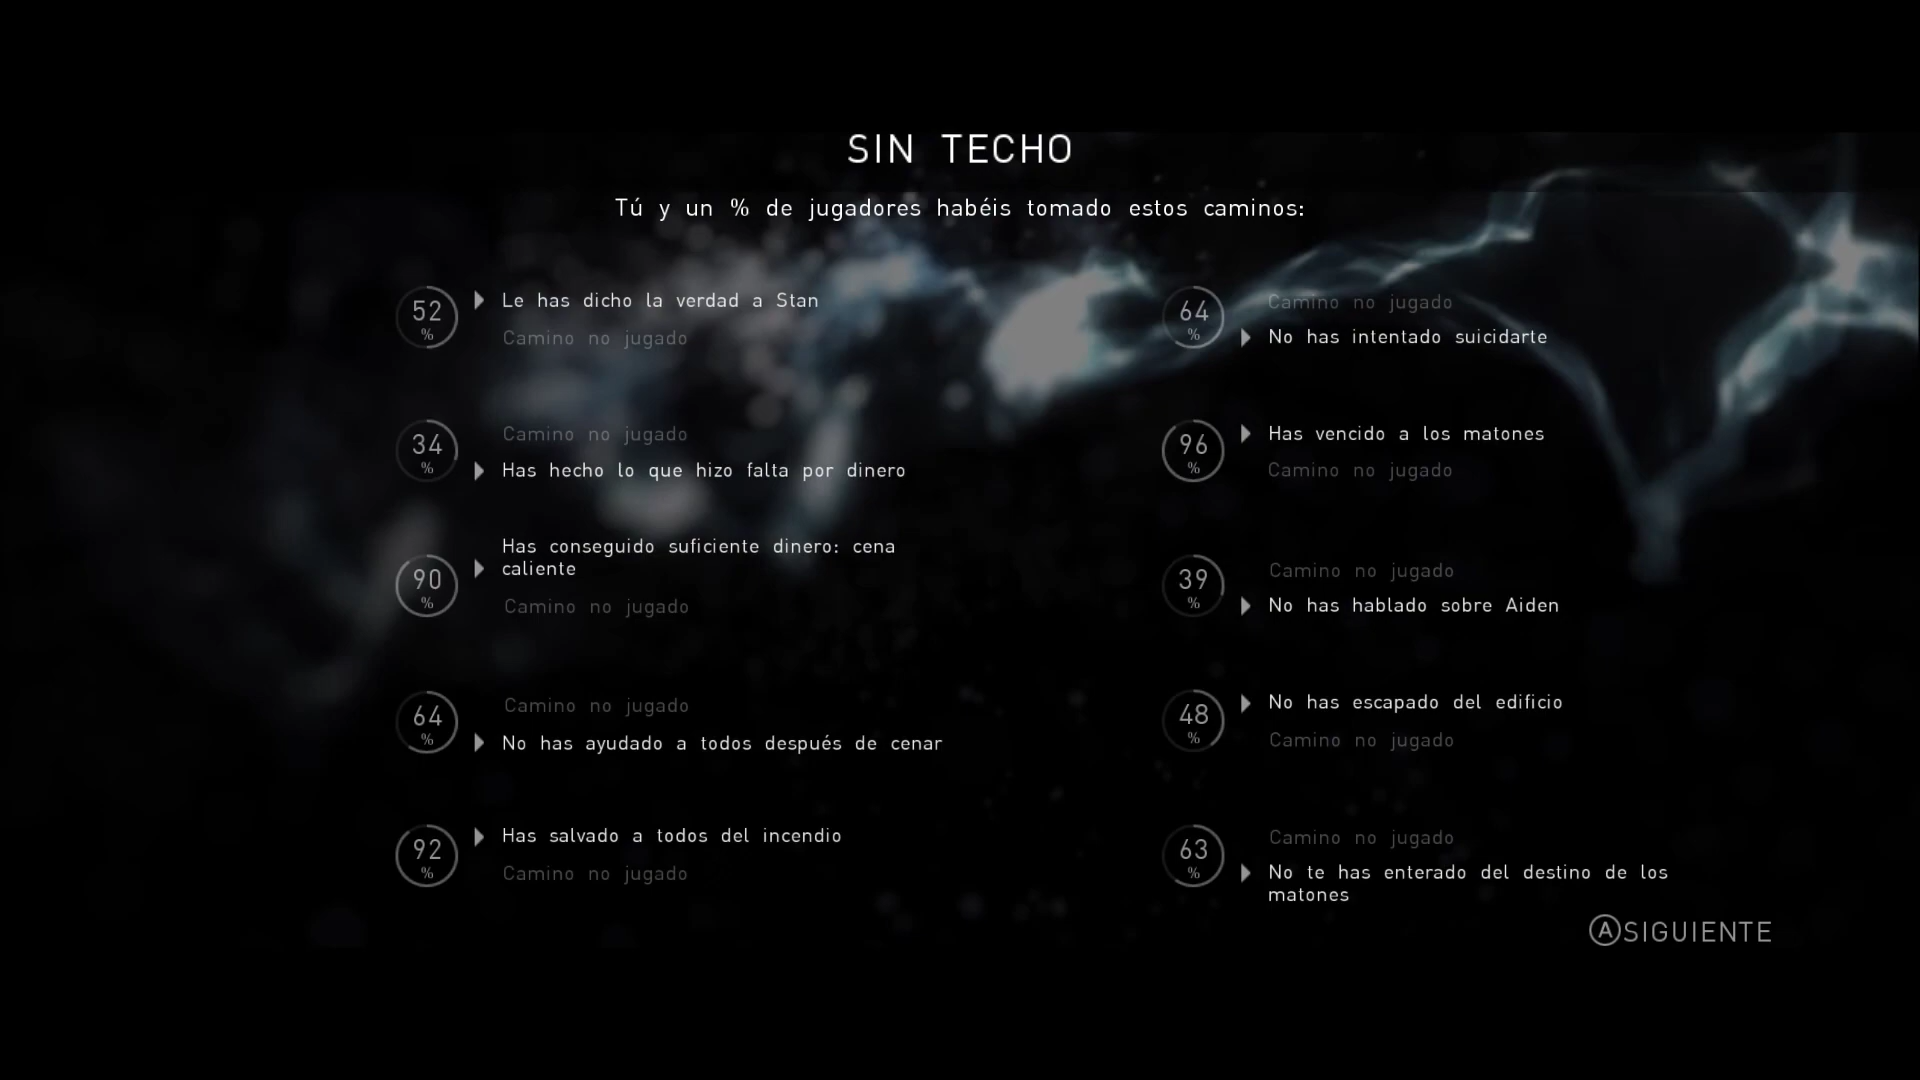 SIN TECHO
Tú y un % de jugadores habéis tomado estos caminos:
52
%
Le has dicho la verdad a Stan
Camino no jugado
34
%
Camino no jugado
Has hecho lo que hizo falta por dinero
90
%
Has conseguido suficiente dinero: cena
caliente
Camino no jugado
64
%
Camino no jugado
No has ayudado a todos después de cenar
92
%
Has salvado a todos del incendio
Camino no jugado
64
%
Camino no jugado
No has intentado suicidarte
96
%
Has vencido a los matones
Camino no jugado
39
%
Camino no jugado
No has hablado sobre Aiden
48
%
No has escapado del edificio
Camino no jugado
63
%
Camino no jugado
No te has enterado del destino de los
matones
A SIGUIENTE